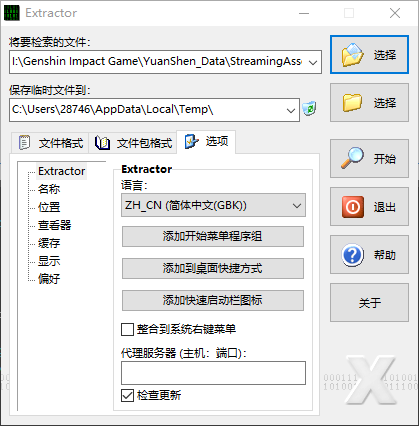 Extractor
将要检索的文件:
I:\Genshin Impact Game\YuanShen_Data\StreamingAsse
选择
保存临时文件到:
C:\Users\28746\AppData\Local\Temp\
选择
文件格式
文件包格式
选项
开始
退出
帮助
关于
Extractor
名称
位置
查看器
缓存
显示
偏好
Extractor
语言:
ZH_CN (简体中文(GBK))
添加开始菜单程序组
添加到桌面快捷方式
添加快速启动栏图标
整合到系统右键菜单
代理服务器 (主机: 端口):
检查更新
X